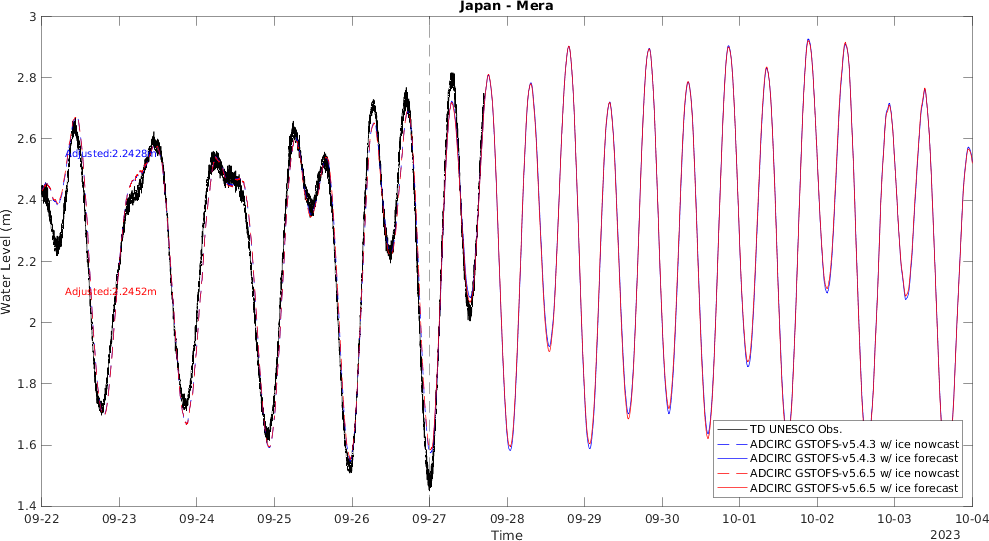 Japan - Mera
3
2.8
2.6
2.4
2.2
2
1.8
1.6
1.4
Water Level (m)
Adjusted:2.2428m
Adjusted:2.2452m
TD UNESCO Obs.
ADCIRC GSTOFS-v5.4.3 w/ ice nowcast
ADCIRC GSTOFS-v5.4.3 w/ ice forecast
ADCIRC GSTOFS-v5.6.5 w/ ice nowcast
ADCIRC GSTOFS-v5.6.5 w/ ice forecast
09-22 09-23 09-24 09-25 09-26 09-27 09-28 09-29 09-30 10-01 10-02 10-03 10-04
Time
2023